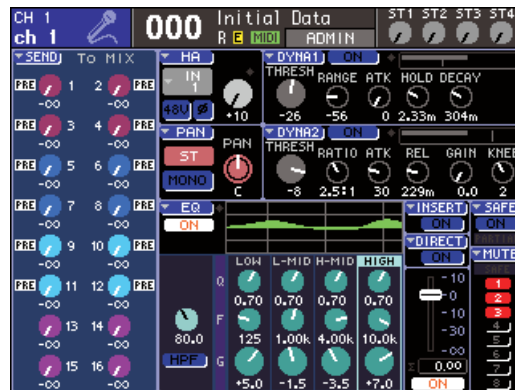 CH 1
ch 1
000 Initial Data
R E MIDI ADMIN
ST1 ST2 ST3 ST4
SEND To MIX
PRE 1 2 PRE
-∞ -∞
PRE 3 4 PRE
-∞ -∞
PRE 5 6 PRE
-∞ -∞
PRE 7 8 PRE
-∞ -∞
PRE 9 10 PRE
-∞ -∞
PRE 11 12 PRE
-∞ -∞
13 14
-∞ -∞
15 16
-∞ -∞
HA
IN
1
48V Ø
+10
PAN
ST
MONO
PAN
C
DYNA1 ON
THRESH RANGE ATK HOLD DECAY
-26 -56 0 2.33m 304m
DYNA2 ON
THRESH RATIO ATK REL GAIN KNEE
-8 2.5:1 30 229m 0.0 2
EQ
ON
LOW L-MID H-MID HIGH
Q
0.70 0.70 0.70 0.70
F
80.0 125 1.00k 4.00k 10.0k
HPF
G
+5.0 -1.5 -3.5 +7.0
INSERT
ON
DIRECT
ON
-10
-0
-10
-30
-∞
Σ 0.00
ON
SAFE
ON
MUTE
SAFE
1
2
3
4
5
6
7
8